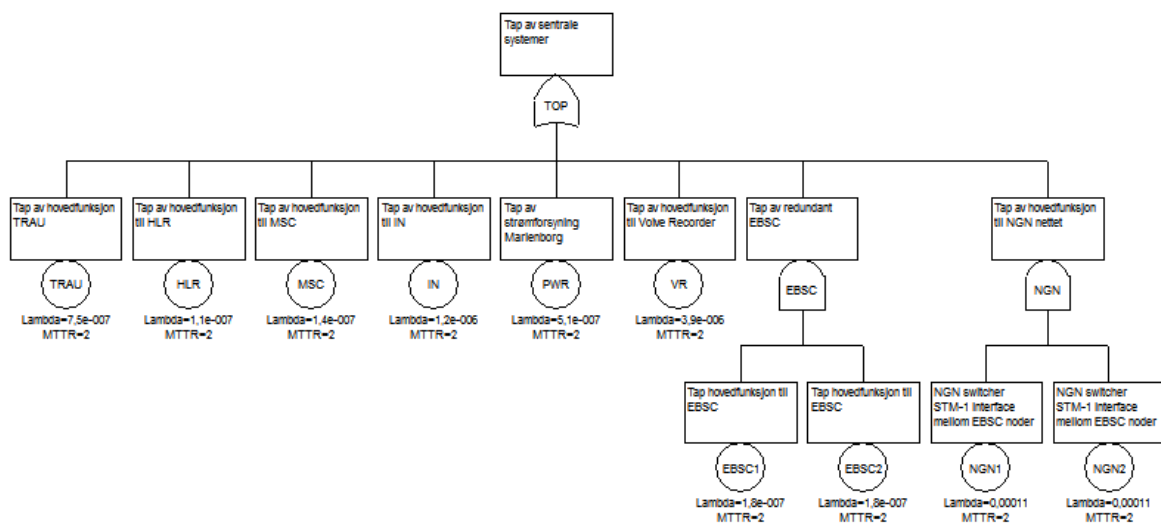 Tap av sentrale
systemer
TOP
Tap av hovedfunksjon
TRAU
Tap av hovedfunksjon
til HLR
Tap av hovedfunksjon
til MSC
Tap av hovedfunksjon
til IN
Tap av
strømforsyning
Marienborg
Tap av hovedfunksjon
til Volve Recorder
Tap av redundant
EBSC
Tap av hovedfunksjon
til NGN nettet
TRAU
HLR
MSC
IN
PWR
VR
EBSC
NGN
Lambda=7,5e-007
MTTR=2
Lambda=1,1e-007
MTTR=2
Lambda=1,4e-007
MTTR=2
Lambda=1,2e-006
MTTR=2
Lambda=5,1e-007
MTTR=2
Lambda=3,9e-006
MTTR=2
Tap hovedfunksjon til
EBSC
Tap hovedfunksjon til
EBSC
NGN switcher
STM-1 Interface
mellom EBSC noder
NGN switcher
STM-1 Interface
mellom EBSC noder
EBSC1
EBSC2
NGN1
NGN2
Lambda=1,8e-007
MTTR=2
Lambda=1,8e-007
MTTR=2
Lambda=0,00011
MTTR=2
Lambda=0,00011
MTTR=2